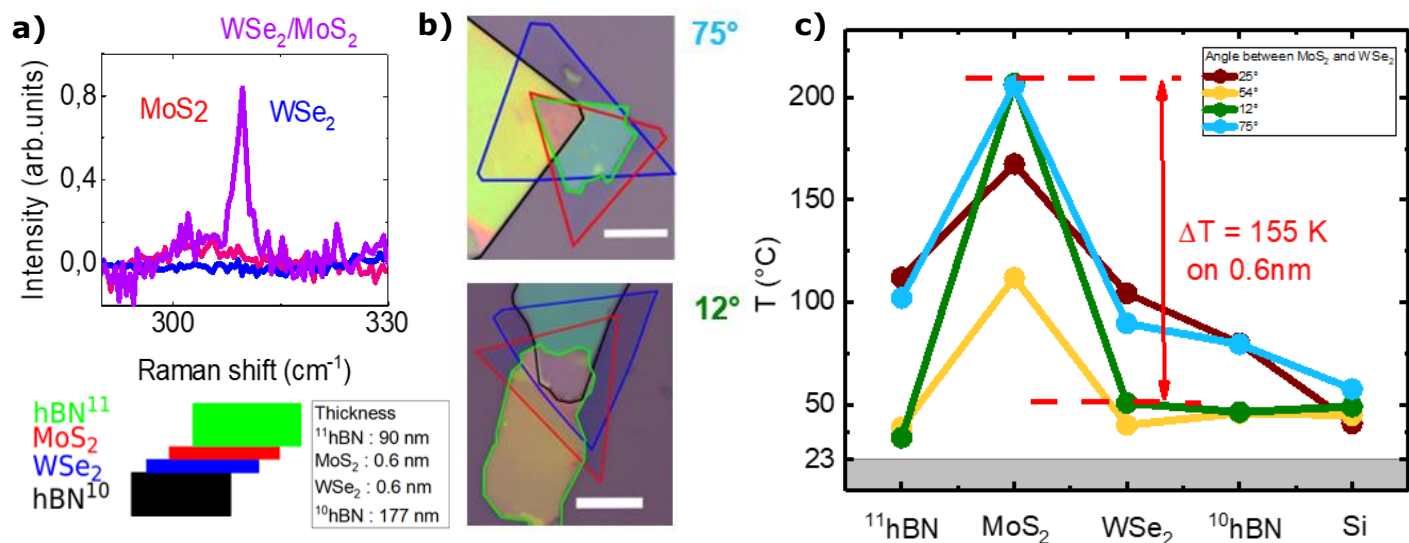 a)
WSe₂/MoS₂
MoS2
WSe₂
Intensity (arb.units)
0,8
0,4
0,0
300
330
Raman shift (cm⁻¹)
hBN¹¹
MoS₂
WSe₂
hBN¹⁰
Thickness
¹¹hBN : 90 nm
MoS₂ : 0.6 nm
WSe₂ : 0.6 nm
¹⁰hBN : 177 nm
b)
75°
12°
c)
T (°C)
200
150
100
50
23
Angle between MoS₂ and WSe₂
25°
54°
12°
75°
ΔT = 155 K
on 0.6nm
¹¹hBN
MoS₂
WSe₂
¹⁰hBN
Si